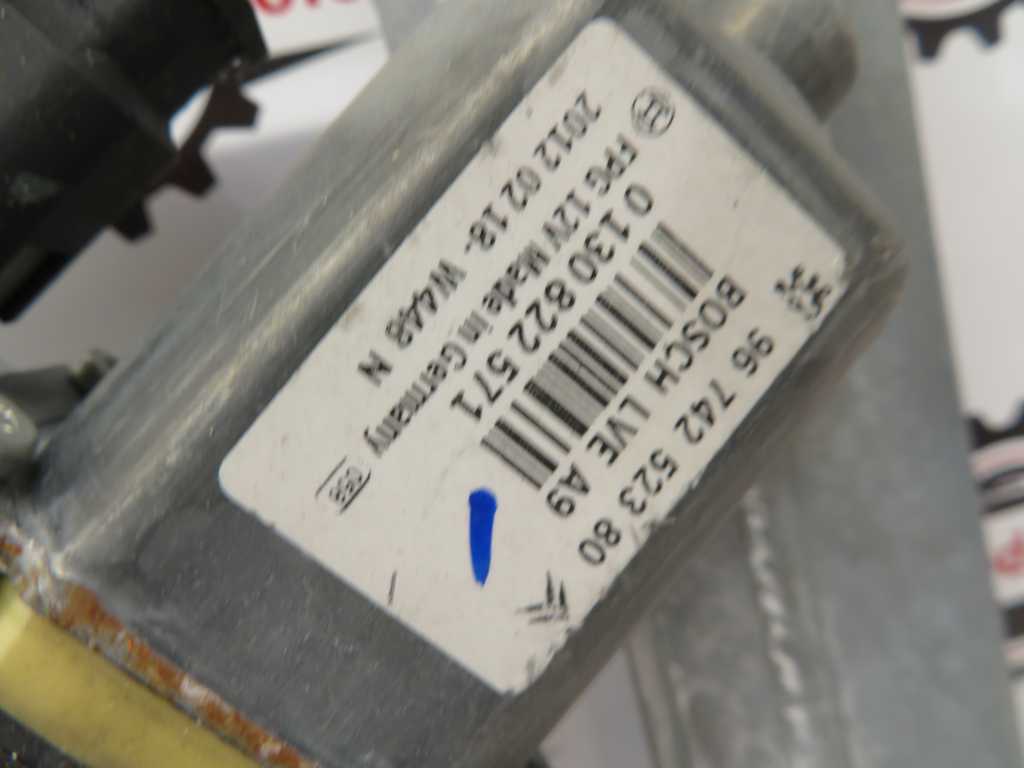 96 742 523 80
BOSCH LVE A9
0 130 822 571
FPG 12V Made in Germany
2012 02 18- W448 N